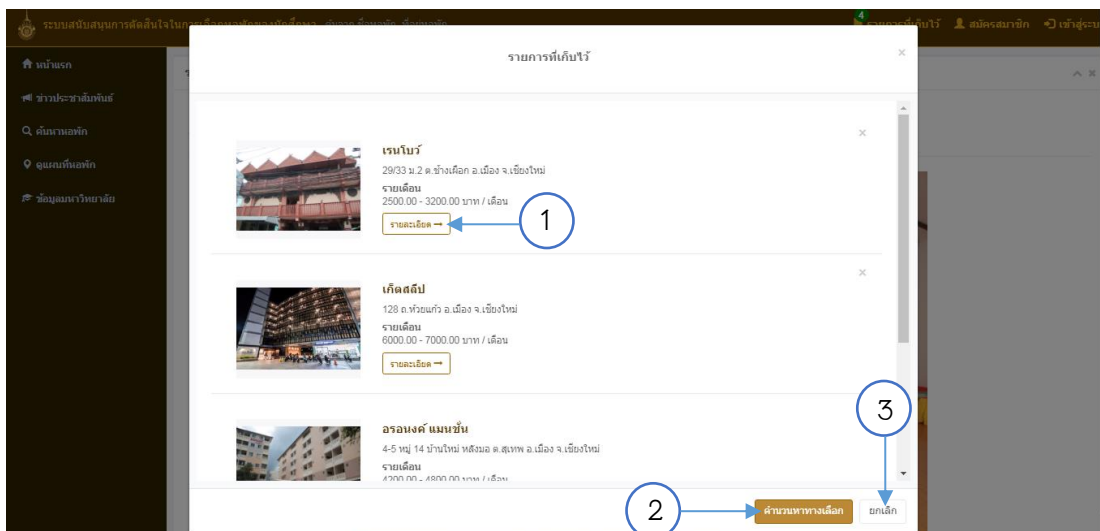 ระบบสนับสนุนการตัดสินใจในการเลือกหอพักของนักศึกษา
4
สมัครสมาชิก
เข้าสู่ระบ
รายการที่เก็บไว้
×
หน้าแรก
ข่าวประชาสัมพันธ์
ค้นหาหอพัก
ดูแผนที่หอพัก
ข้อมูลมหาวิทยาลัย
×
เรนโบว์
29/33 ม.2 ต.ช้างเผือก อ.เมือง จ.เชียงใหม่
รายเดือน
2500.00 - 3200.00 บาท / เดือน
รายละเอียด →
1
×
เก็ตสลีป
128 ถ.ห้วยแก้ว อ.เมือง จ.เชียงใหม่
รายเดือน
6000.00 - 7000.00 บาท / เดือน
รายละเอียด →
3
อรอนงค์ แมนชั่น
4-5 หมู่ 14 บ้านใหม่ หลังมอ ต.สุเทพ อ.เมือง จ.เชียงใหม่
รายเดือน
4200.00 - 4800.00 บาท / เดือน
2
คำนวนหาทางเลือก
ยกเลิก